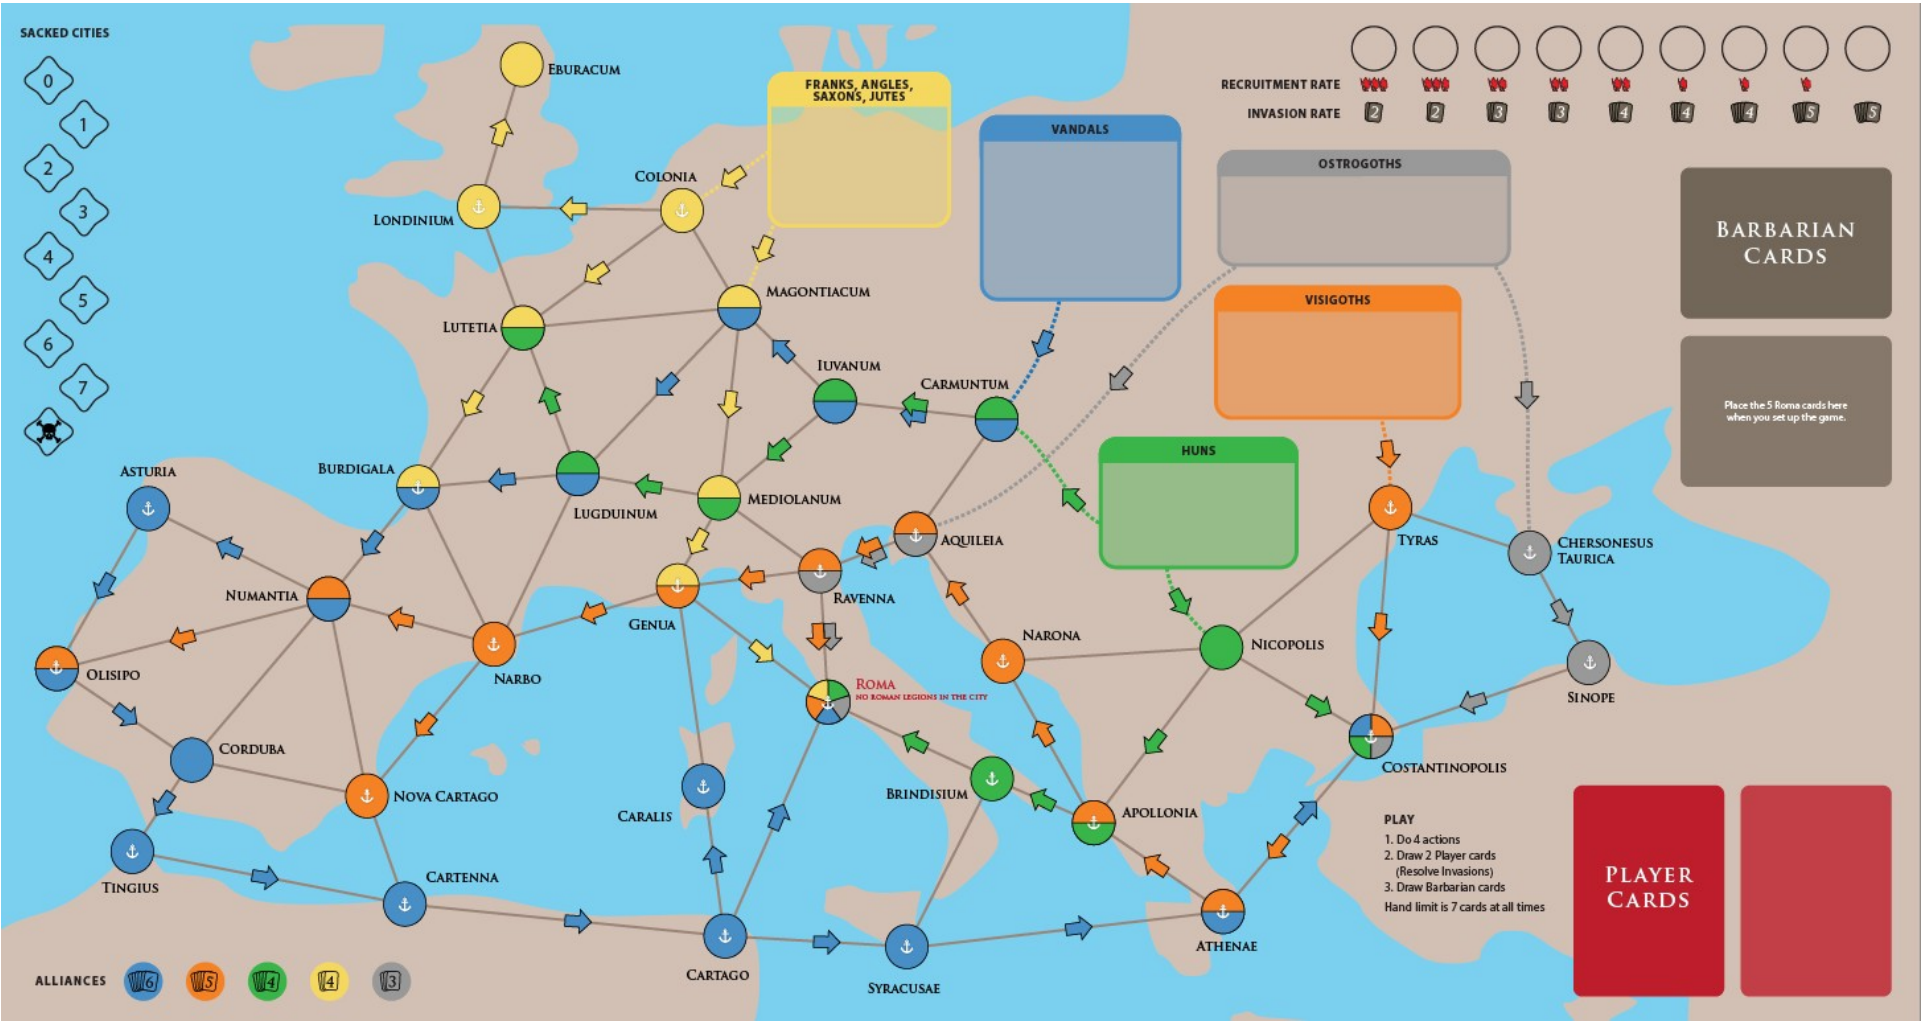 SACKED CITIES
0
1
2
3
4
5
6
7
EBURACUM
LONDINIUM
COLONIA
FRANKS, ANGLES,
SAXONS, JUTES
VANDALS
OSTROGOTHS
VISIGOTHS
HUNS
RECRUITMENT RATE
INVASION RATE
2
2
3
3
4
4
4
5
5
BARBARIAN
CARDS
Place the 5 Roma cards here
when you set up the game.
LUTETIA
MAGONTIACUM
IUVANUM
CARMUNTUM
ASTURIA
BURDIGALA
LUGDUINUM
MEDIOLANUM
AQUILEIA
TYRAS
CHERSONESUS
TAURICA
NUMANTIA
GENUA
RAVENNA
NARONA
NICOPOLIS
OLISIPO
NARBO
ROMA
NO ROMAN LEGIONS IN THE CITY
SINOPE
CORDUBA
NOVA CARTAGO
CARALIS
BRINDISIUM
APOLLONIA
COSTANTINOPOLIS
TINGIUS
CARTENNA
CARTAGO
SYRACUSAE
ATHENAE
PLAY
1. Do 4 actions
2. Draw 2 Player cards
(Resolve Invasions)
3. Draw Barbarian cards
Hand limit is 7 cards at all times
PLAYER
CARDS
ALLIANCES
6
5
4
4
3